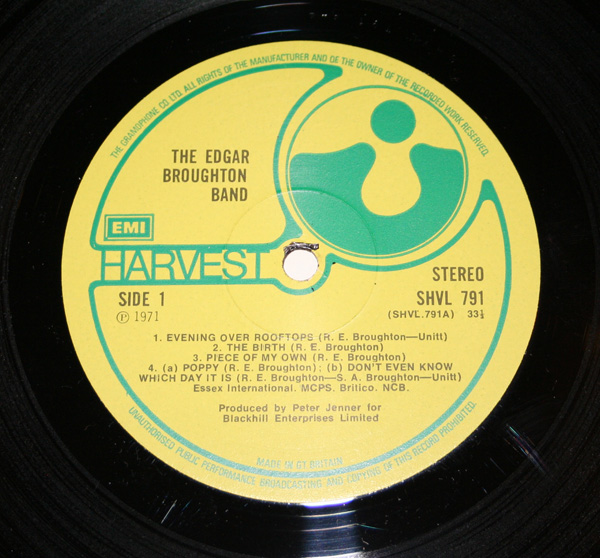 THE GRAMOPHONE CO. LTD. ALL RIGHTS OF THE MANUFACTURER AND OF THE OWNER OF THE RECORDED WORK RESERVED.
THE EDGAR
BROUGHTON
BAND
EMI
HARVEST
STEREO
SIDE 1
SHVL 791
℗ 1971
(SHVL.791A) 33⅓
1. EVENING OVER ROOFTOPS (R. E. Broughton—Unitt)
2. THE BIRTH (R. E. Broughton)
3. PIECE OF MY OWN (R. E. Broughton)
4. (a) POPPY (R. E. Broughton); (b) DON'T EVEN KNOW
WHICH DAY IT IS (R. E. Broughton—S. A. Broughton—Unitt)
Essex International. MCPS. Britico. NCB.
Produced by Peter Jenner for
Blackhill Enterprises Limited
MADE IN GT. BRITAIN
UNAUTHORISED PUBLIC PERFORMANCE BROADCASTING AND COPYING OF THIS RECORD PROHIBITED.